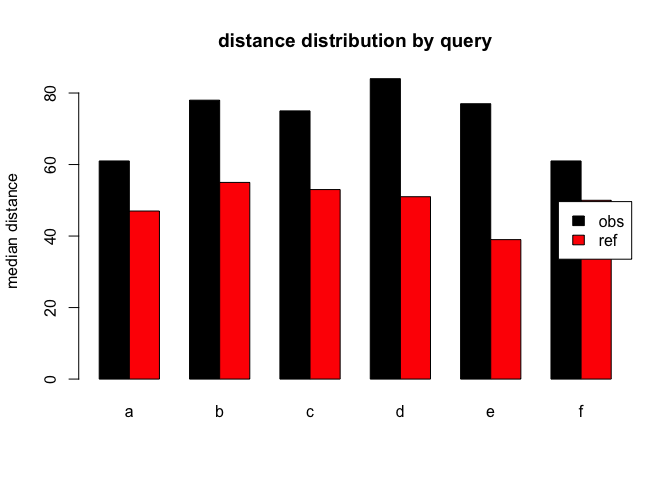 distance distribution by query
median distance
80
60
40
20
0
obs
ref
a b c d e f